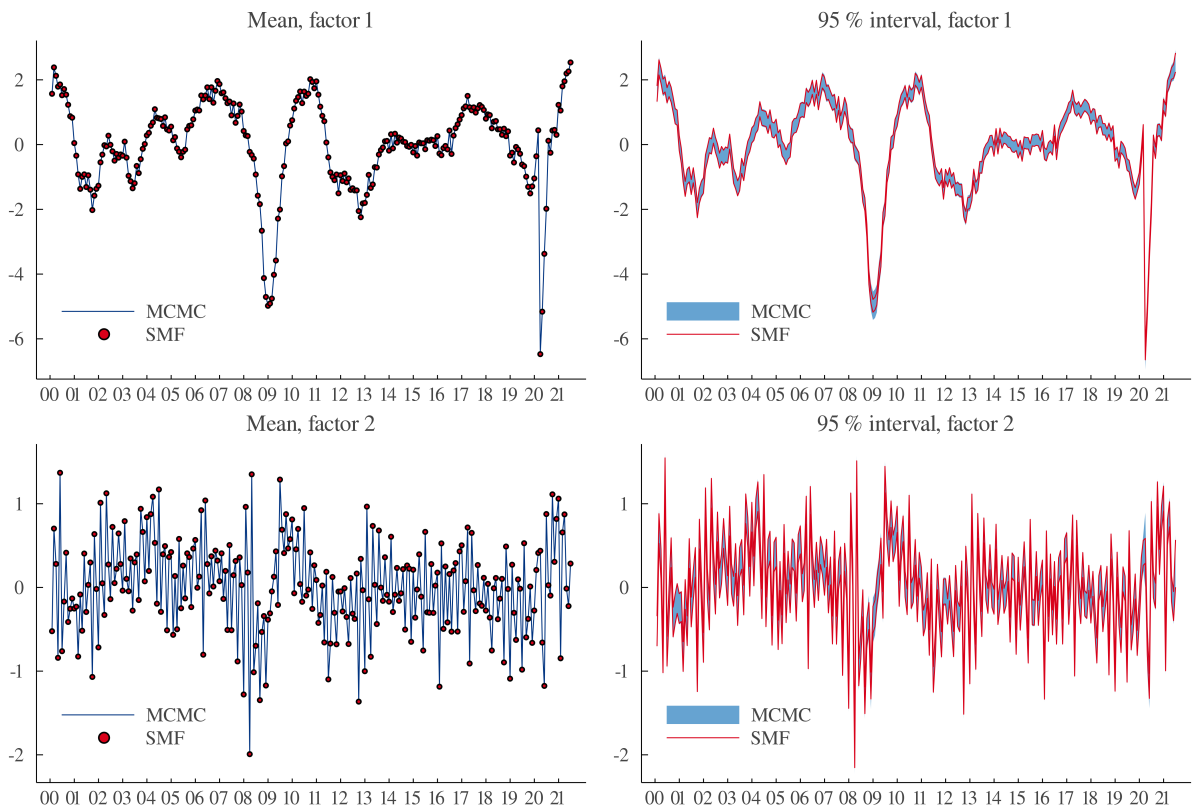 Mean, factor 1
95 % interval, factor 1
2
0
-2
-4
-6
MCMC
SMF
00 01 02 03 04 05 06 07 08 09 10 11 12 13 14 15 16 17 18 19 20 21
2
0
-2
-4
-6
MCMC
SMF
00 01 02 03 04 05 06 07 08 09 10 11 12 13 14 15 16 17 18 19 20 21
Mean, factor 2
95 % interval, factor 2
1
0
-1
-2
MCMC
SMF
00 01 02 03 04 05 06 07 08 09 10 11 12 13 14 15 16 17 18 19 20 21
1
0
-1
-2
MCMC
SMF
00 01 02 03 04 05 06 07 08 09 10 11 12 13 14 15 16 17 18 19 20 21